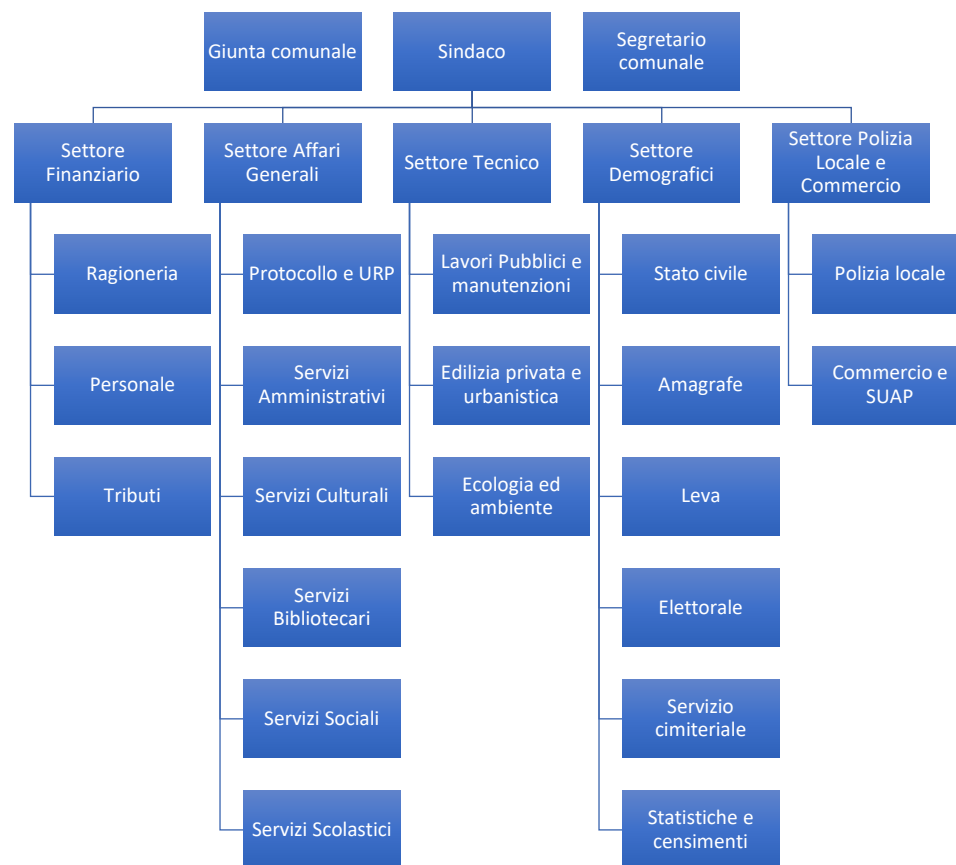 Giunta comunale
Sindaco
Segretario
comunale
Settore
Finanziario
Settore Affari
Generali
Settore Tecnico
Settore
Demografici
Settore Polizia
Locale e
Commercio
Ragioneria
Personale
Tributi
Protocollo e URP
Servizi
Amministrativi
Servizi Culturali
Servizi
Bibliotecari
Servizi Sociali
Servizi Scolastici
Lavori Pubblici e
manutenzioni
Edilizia privata e
urbanistica
Ecologia ed
ambiente
Stato civile
Amagrafe
Leva
Elettorale
Servizio
cimiteriale
Statistiche e
censimenti
Polizia locale
Commercio e
SUAP